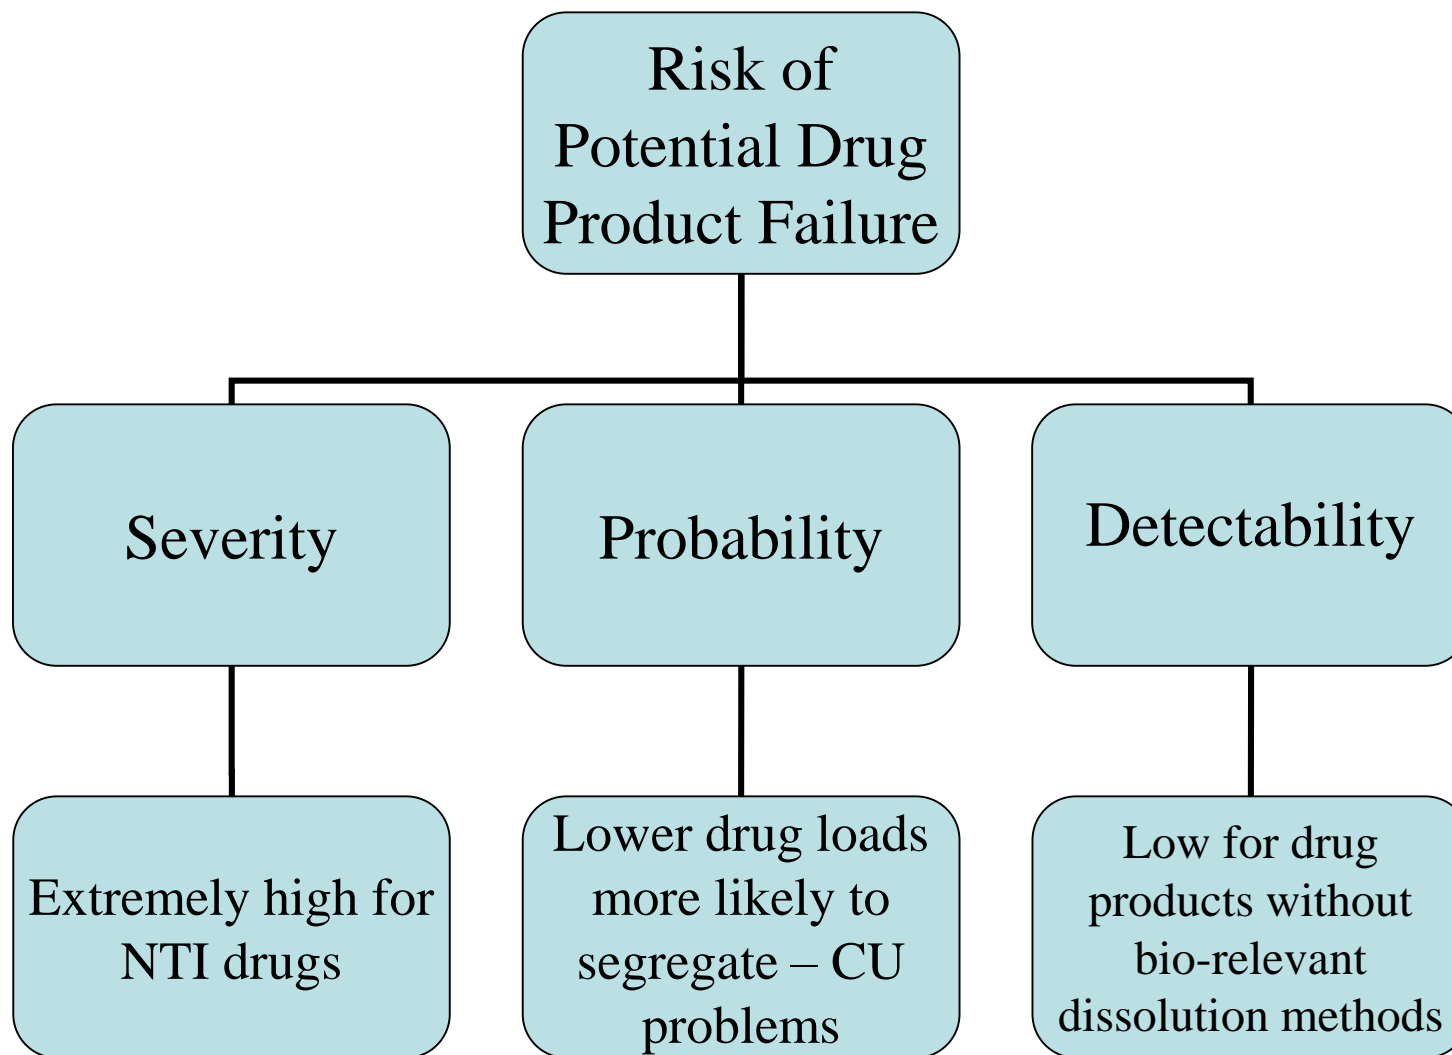 Risk of
Potential Drug
Product Failure
Severity
Probability
Detectability
Extremely high for
NTI drugs
Lower drug loads
more likely to
segregate – CU
problems
Low for drug
products without
bio-relevant
dissolution methods